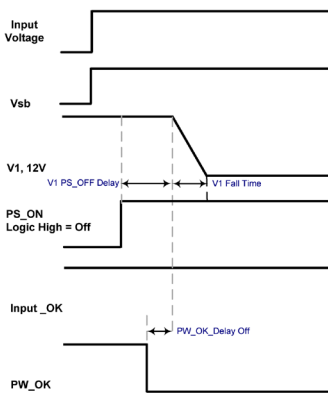 Input
Voltage
Vsb
V1, 12V
V1 PS_OFF Delay
V1 Fall Time
PS_ON
Logic High = Off
Input _OK
PW_OK_Delay Off
PW_OK